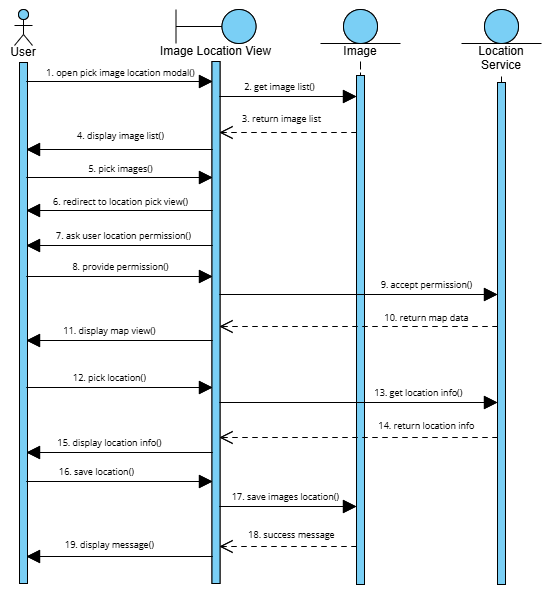 User
Image Location View
Image
Location
Service
1. open pick image location modal()
2. get image list()
3. return image list
4. display image list()
5. pick images()
6. redirect to location pick view()
7. ask user location permission()
8. provide permission()
9. accept permission()
10. return map data
11. display map view()
12. pick location()
13. get location info()
14. return location info
15. display location info()
16. save location()
17. save images location()
18. success message
19. display message()